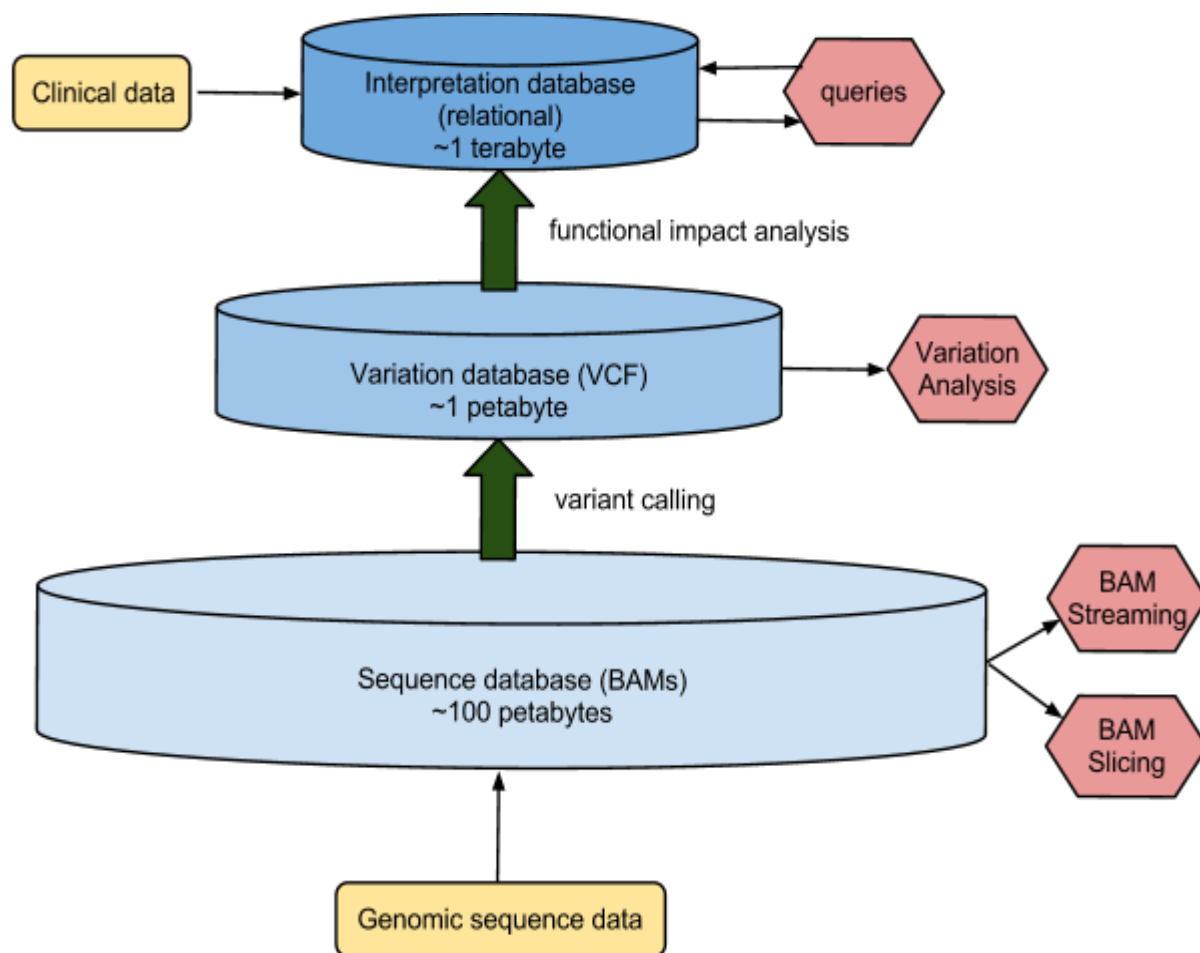 Clinical data
Interpretation database
(relational)
~1 terabyte
queries
functional impact analysis
Variation database (VCF)
~1 petabyte
Variation
Analysis
variant calling
Sequence database (BAMs)
~100 petabytes
BAM
Streaming
BAM
Slicing
Genomic sequence data